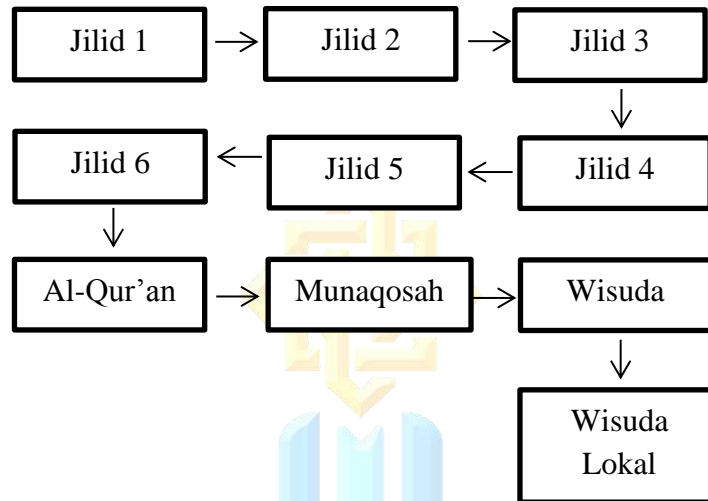 Jilid 1
Jilid 2
Jilid 3
Jilid 4
Jilid 5
Jilid 6
Al-Qur’an
Munaqosah
Wisuda
Wisuda
Lokal